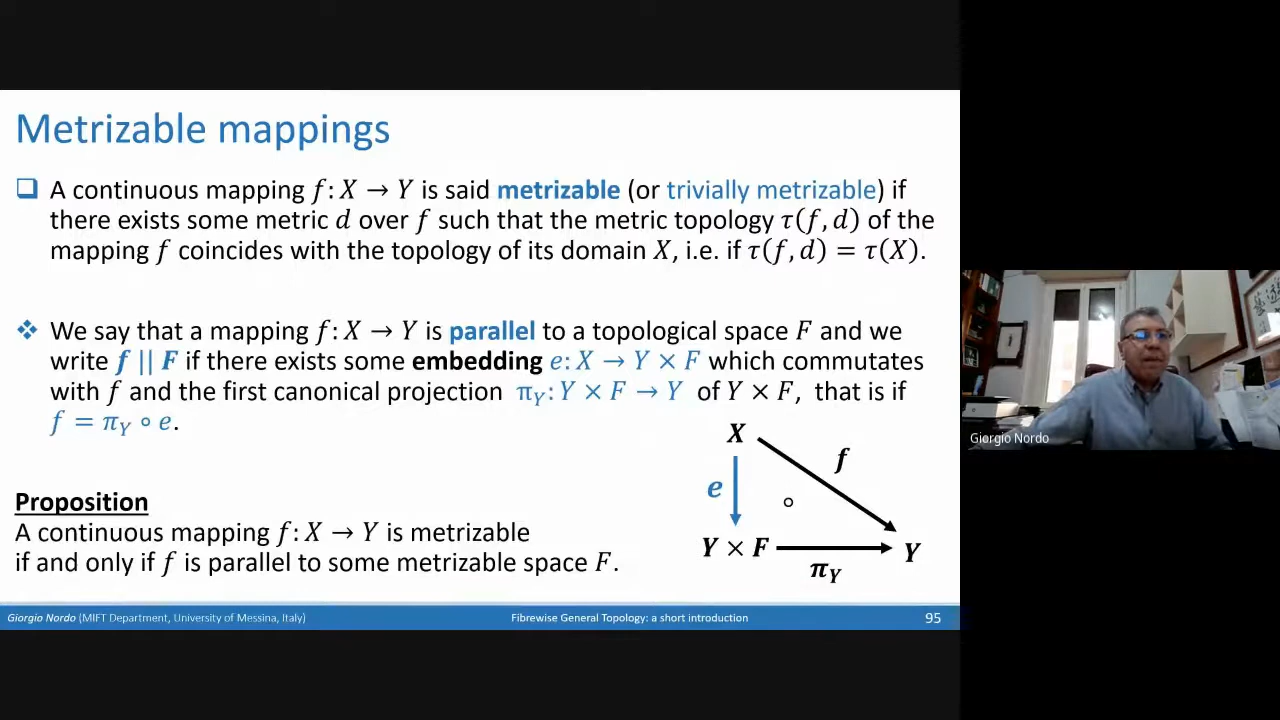 Metrizable mappings
❑ A continuous mapping f: X → Y is said metrizable (or trivially metrizable) if
there exists some metric d over f such that the metric topology τ(f, d) of the
mapping f coincides with the topology of its domain X, i.e. if τ(f, d) = τ(X).
❖ We say that a mapping f: X → Y is parallel to a topological space F and we
write f || F if there exists some embedding e: X → Y × F which commutates
with f and the first canonical projection π_Y: Y × F → Y of Y × F, that is if
f = π_Y ∘ e.
X
f
e
∘
Y × F
Y
π_Y
Proposition
A continuous mapping f: X → Y is metrizable
if and only if f is parallel to some metrizable space F.
Giorgio Nordo (MIFT Department, University of Messina, Italy)
Fibrewise General Topology: a short introduction
95
Giorgio Nordo